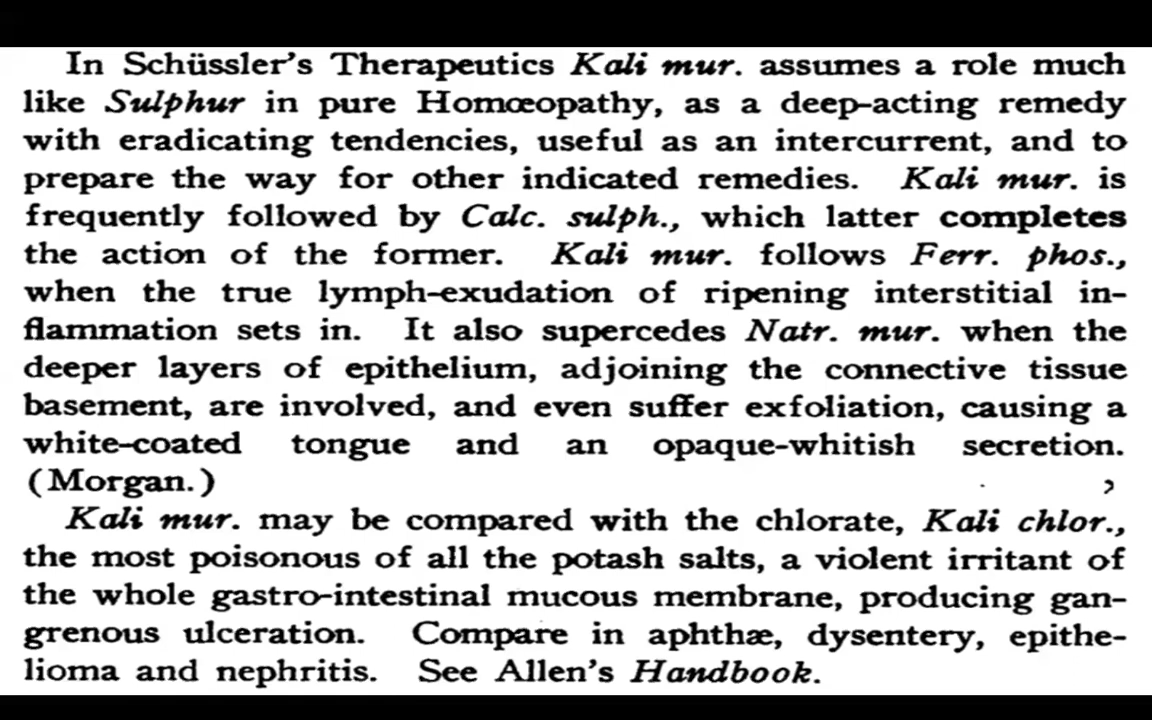 In Schüssler's Therapeutics Kali mur. assumes a role much
like Sulphur in pure Homœopathy, as a deep-acting remedy
with eradicating tendencies, useful as an intercurrent, and to
prepare the way for other indicated remedies. Kali mur. is
frequently followed by Calc. sulph., which latter completes
the action of the former. Kali mur. follows Ferr. phos.,
when the true lymph-exudation of ripening interstitial in-
flammation sets in. It also supercedes Natr. mur. when the
deeper layers of epithelium, adjoining the connective tissue
basement, are involved, and even suffer exfoliation, causing a
white-coated tongue and an opaque-whitish secretion.
(Morgan.)
Kali mur. may be compared with the chlorate, Kali chlor.,
the most poisonous of all the potash salts, a violent irritant of
the whole gastro-intestinal mucous membrane, producing gan-
grenous ulceration. Compare in aphthæ, dysentery, epithe-
lioma and nephritis. See Allen's Handbook.